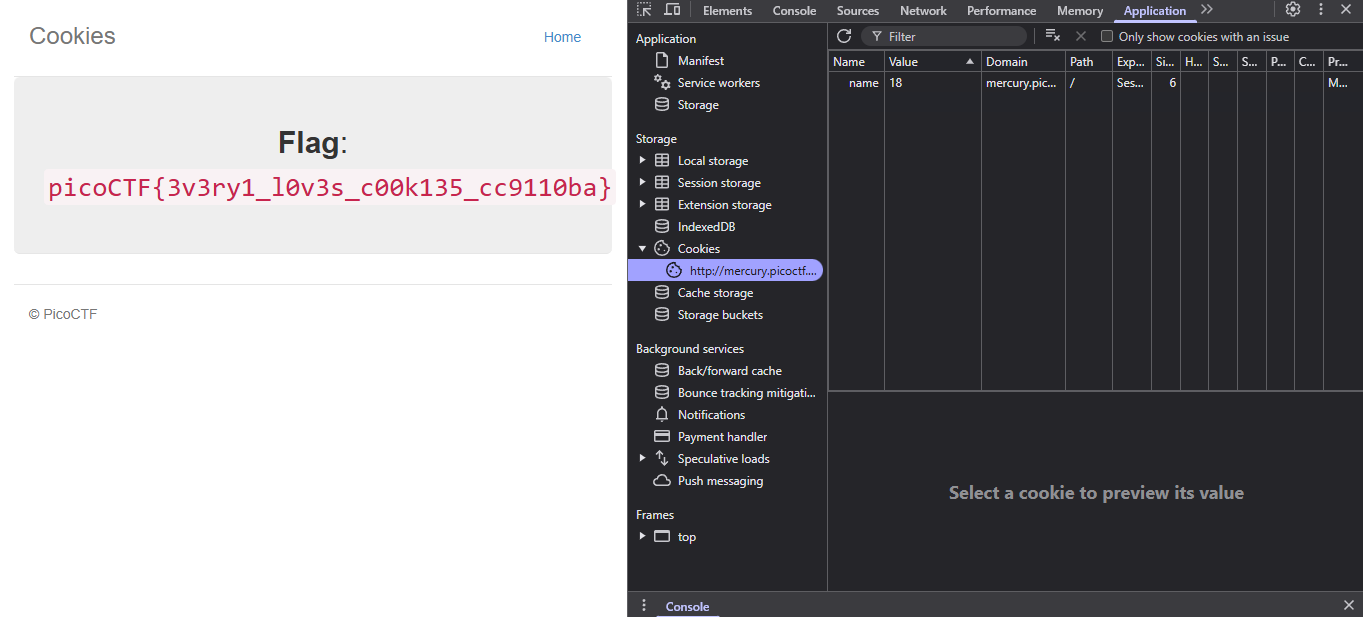 Cookies
Home
Flag:
picoCTF{3v3ry1_l0v3s_c00k135_cc9110ba}
© PicoCTF
Elements Console Sources Network Performance Memory Application
Filter
Only show cookies with an issue
Application
Manifest
Service workers
Storage
Storage
Local storage
Session storage
Extension storage
IndexedDB
Cookies
http://mercury.picoctf....
Cache storage
Storage buckets
Background services
Back/forward cache
Bounce tracking mitigati...
Notifications
Payment handler
Speculative loads
Push messaging
Frames
top
Name Value Domain Path Exp... Si... H... S... S... P... C... Pr...
name 18 mercury.pic... / Ses... 6 M...
Select a cookie to preview its value
Console